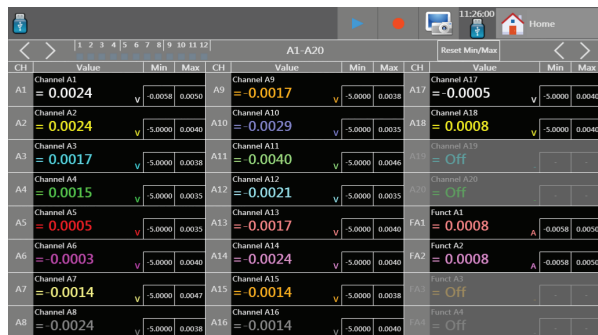 11:26:00
Home
1 2 3 4 5 6 7 8 9 10 11 12
A1-A20
Reset Min/Max
CH Value Min Max CH Value Min Max CH Value Min Max
Channel A1 Channel A9 Channel A17
A1 = 0.0024 V -0.0058 0.0050 A9 =-0.0017 V -5.0000 0.0038 A17 =-0.0005 V -5.0000 0.0040
Channel A2 Channel A10 Channel A18
A2 = 0.0024 V -5.0000 0.0040 A10 =-0.0029 V -5.0000 0.0035 A18 = 0.0008 V -5.0000 0.0040
Channel A3 Channel A11 Channel A19
A3 = 0.0017 V -5.0000 0.0038 A11 =-0.0040 V -5.0000 0.0046 A19 = Off - -
Channel A4 Channel A12 Channel A20
A4 = 0.0015 V -5.0000 0.0035 A12 =-0.0021 V -5.0000 0.0035 A20 = Off - -
Channel A5 Channel A13 Funct A1
A5 = 0.0005 V -5.0000 0.0035 A13 =-0.0017 V -5.0000 0.0040 FA1 = 0.0008 A -0.0058 0.0050
Channel A6 Channel A14 Funct A2
A6 =-0.0003 V -5.0000 0.0040 A14 =-0.0024 V -5.0000 0.0040 FA2 = 0.0008 A -0.0058 0.0050
Channel A7 Channel A15 Funct A3
A7 =-0.0014 V -5.0000 0.0047 A15 =-0.0014 V -5.0000 0.0038 FA3 = Off - -
Channel A8 Channel A16 Funct A4
A8 =-0.0024 V -5.0000 0.0038 A16 =-0.0014 V -5.0000 0.0040 FA4 = Off - -